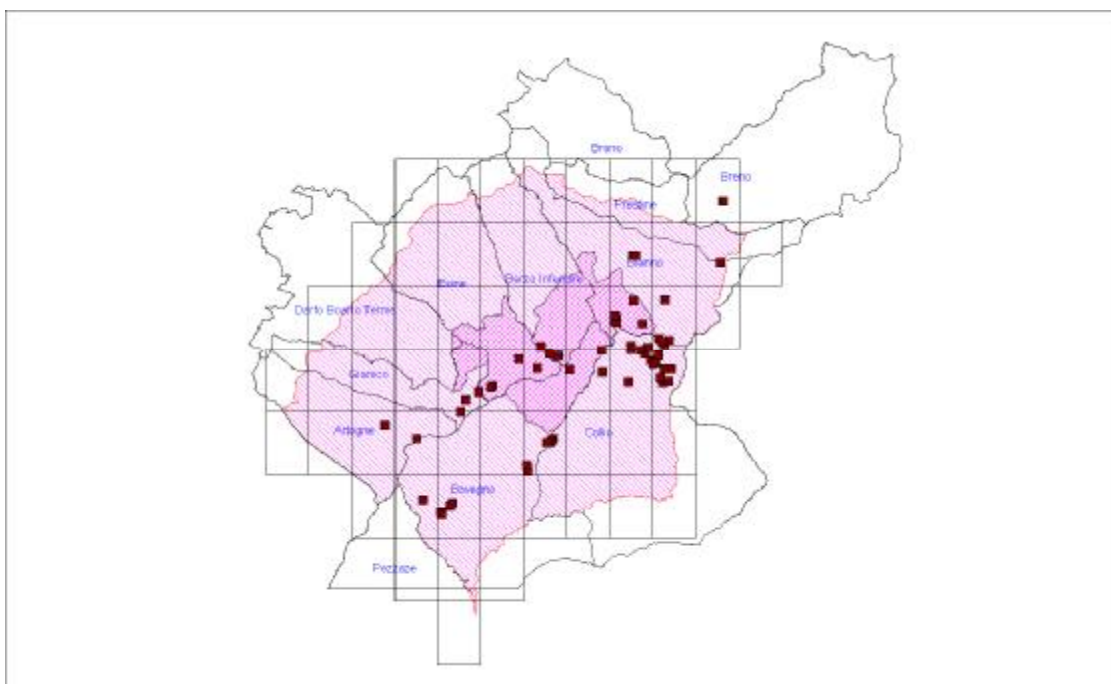 Breno
Breno
Prestine
Bienno
Berzo Inferiore
Esine
Darfo Boario Terme
Gianico
Artogne
Collio
Bovegno
Pezzaze